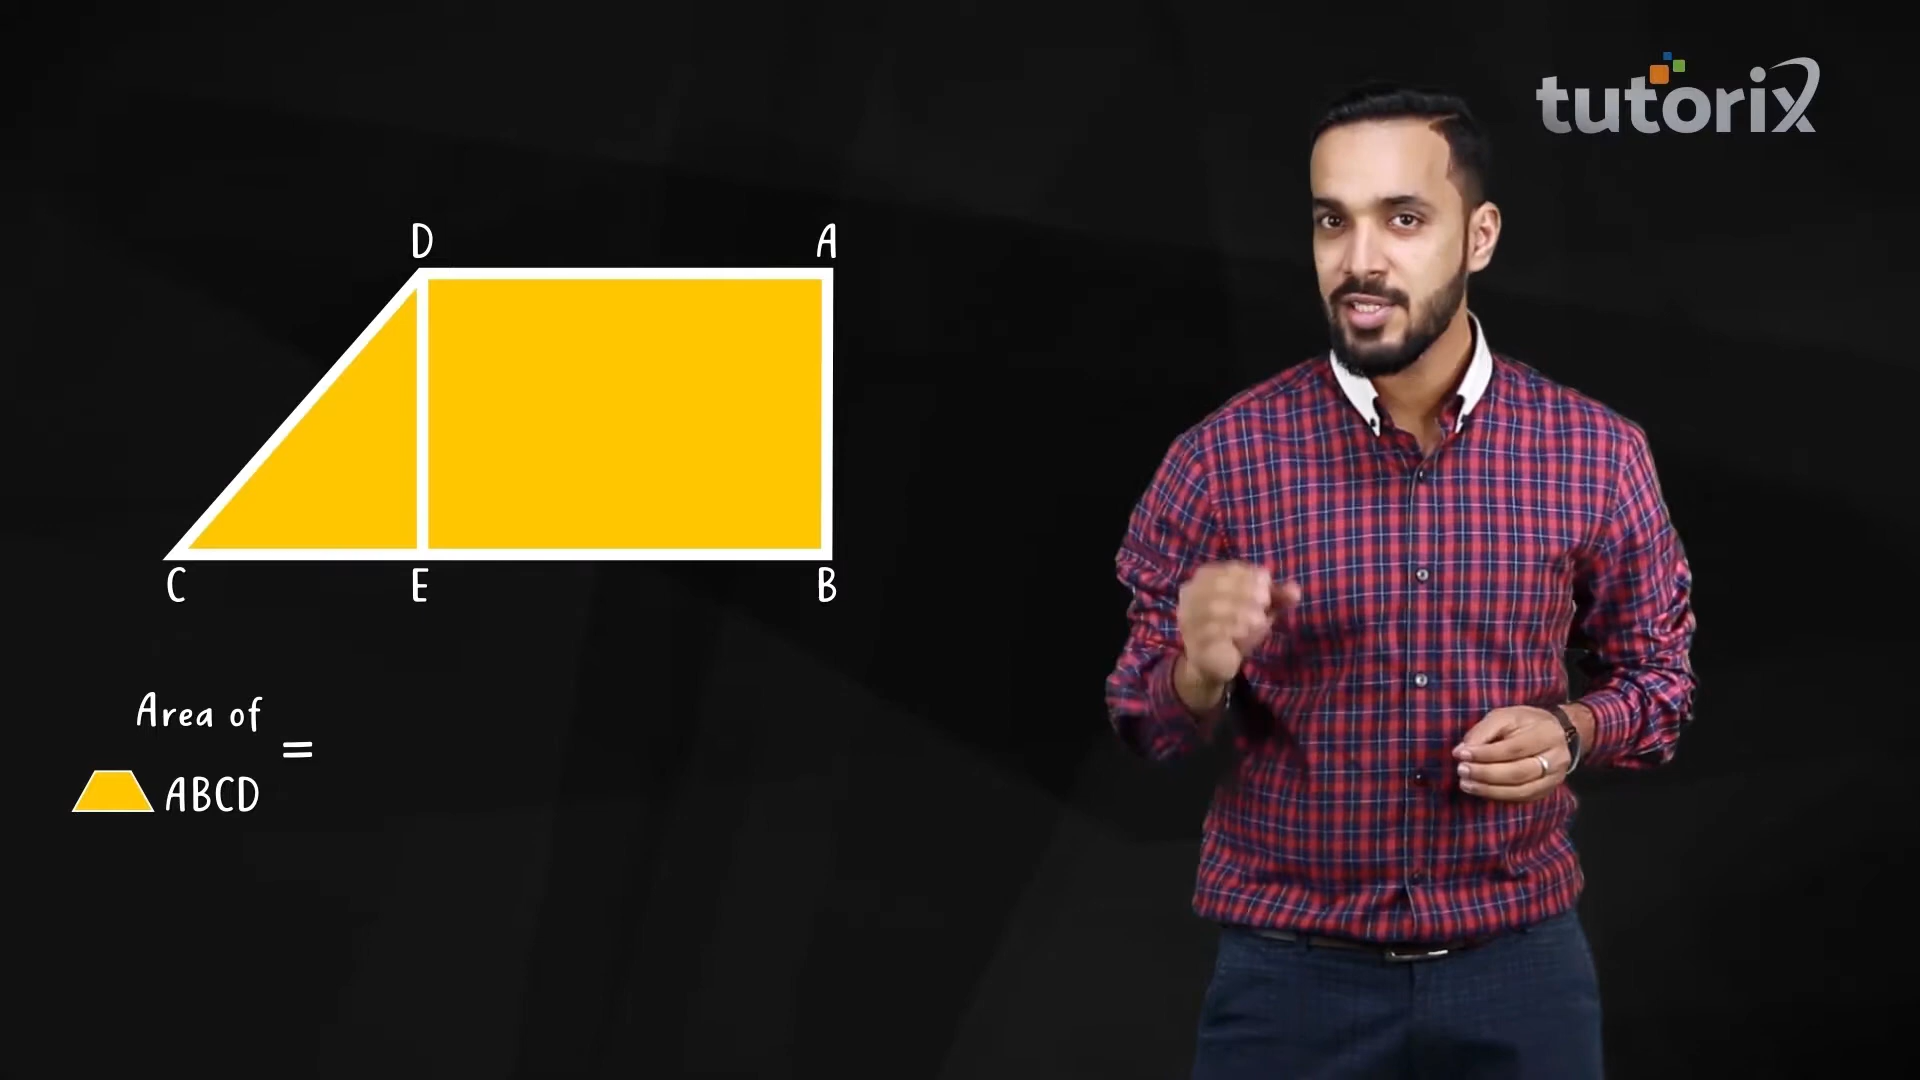 tutorix
D A
C E B
Area of
=
ABCD